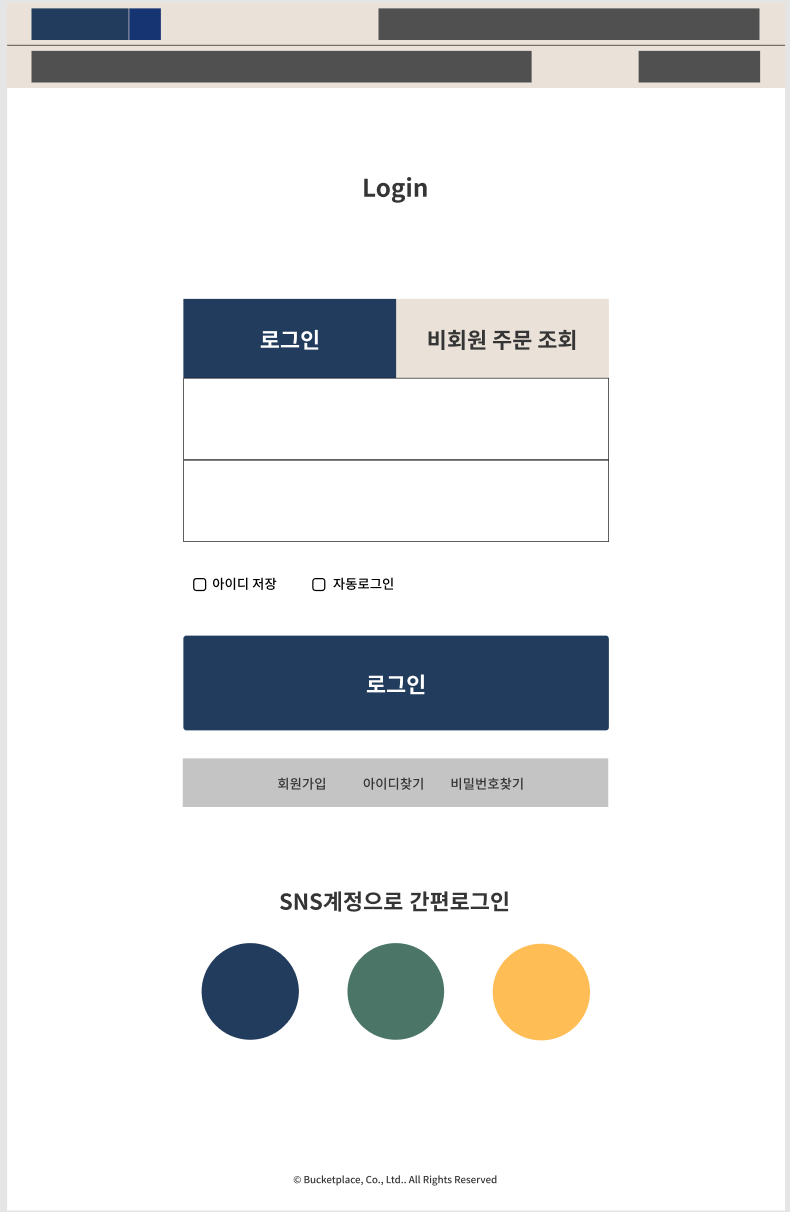 Login
로그인 비회원 주문 조회
아이디 저장 자동로그인
로그인
회원가입 아이디찾기 비밀번호찾기
SNS계정으로 간편로그인
© Bucketplace, Co., Ltd.. All Rights Reserved